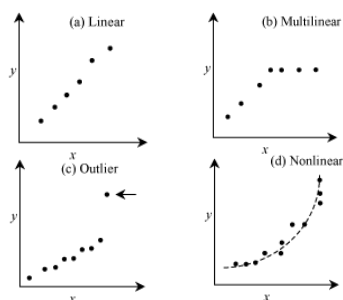 (a) Linear
y
x
(b) Multilinear
y
x
(c) Outlier
y
x
(d) Nonlinear
y
x